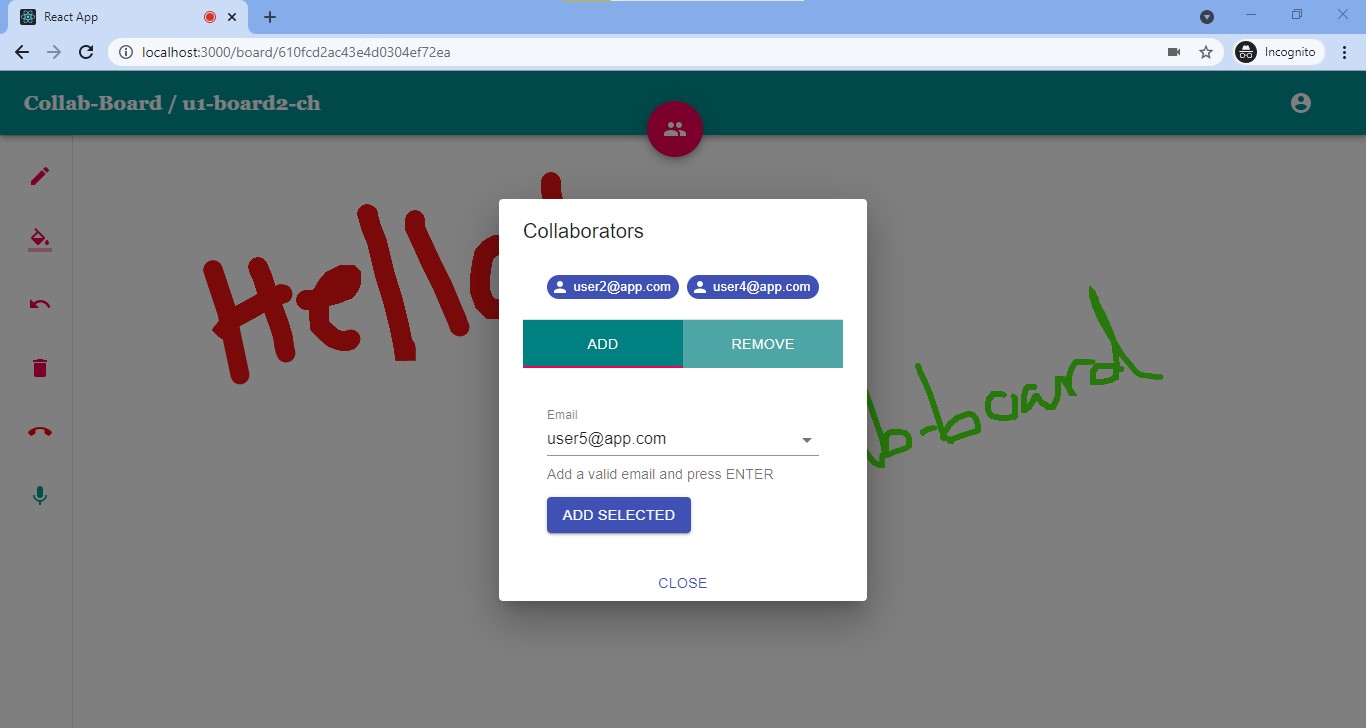 React App
localhost:3000/board/610fcd2ac43e4d0304ef72ea
Incognito
Collab-Board / u1-board2-ch
Hello
Collaborators
user2@app.com user4@app.com
ADD REMOVE
Email
user5@app.com
Add a valid email and press ENTER
ADD SELECTED
CLOSE
b-board